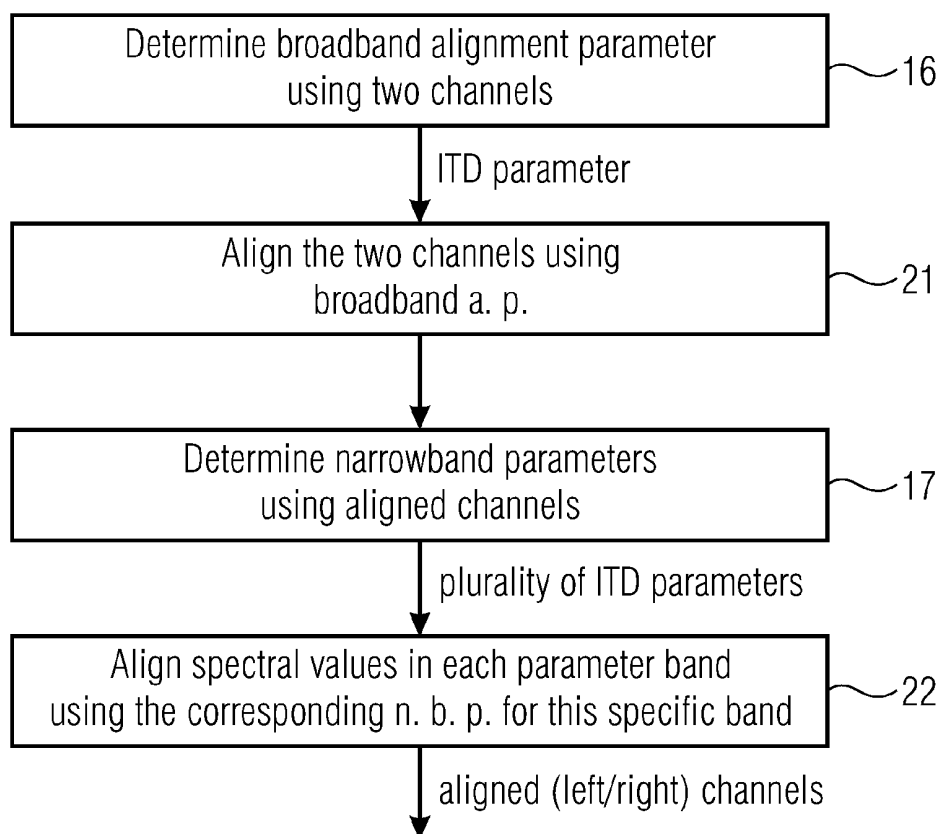 Determine broadband alignment parameter
using two channels
16
ITD parameter
Align the two channels using
broadband a. p.
21
Determine narrowband parameters
using aligned channels
17
plurality of ITD parameters
Align spectral values in each parameter band
using the corresponding n. b. p. for this specific band
22
aligned (left/right) channels